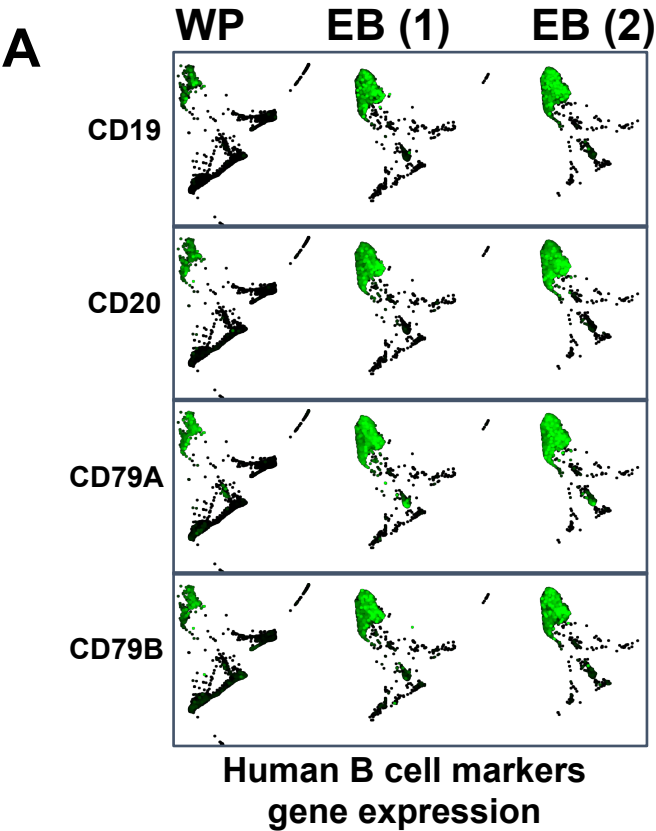 A
WP EB (1) EB (2)
CD19
CD20
CD79A
CD79B
Human B cell markers
gene expression